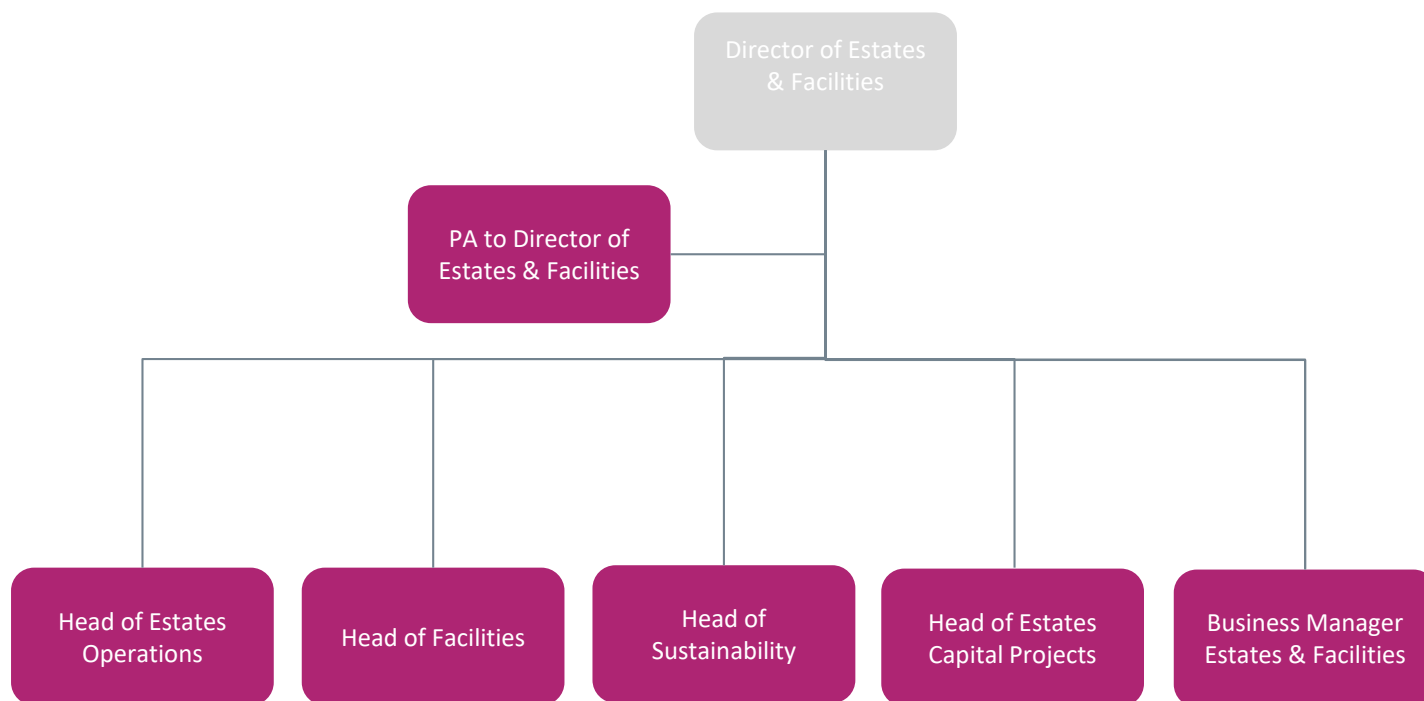 Director of Estates
& Facilities
PA to Director of
Estates & Facilities
Head of Estates
Operations
Head of Facilities
Head of
Sustainability
Head of Estates
Capital Projects
Business Manager
Estates & Facilities